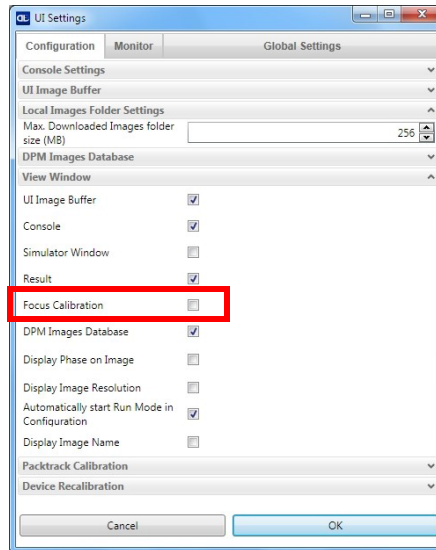 UI Settings
Configuration Monitor Global Settings
Console Settings
UI Image Buffer
Local Images Folder Settings
Max. Downloaded Images folder
size (MB) 256
DPM Images Database
View Window
UI Image Buffer
Console
Simulator Window
Result
Focus Calibration
DPM Images Database
Display Phase on Image
Display Image Resolution
Automatically start Run Mode in
Configuration
Display Image Name
Packtrack Calibration
Device Recalibration
Cancel OK